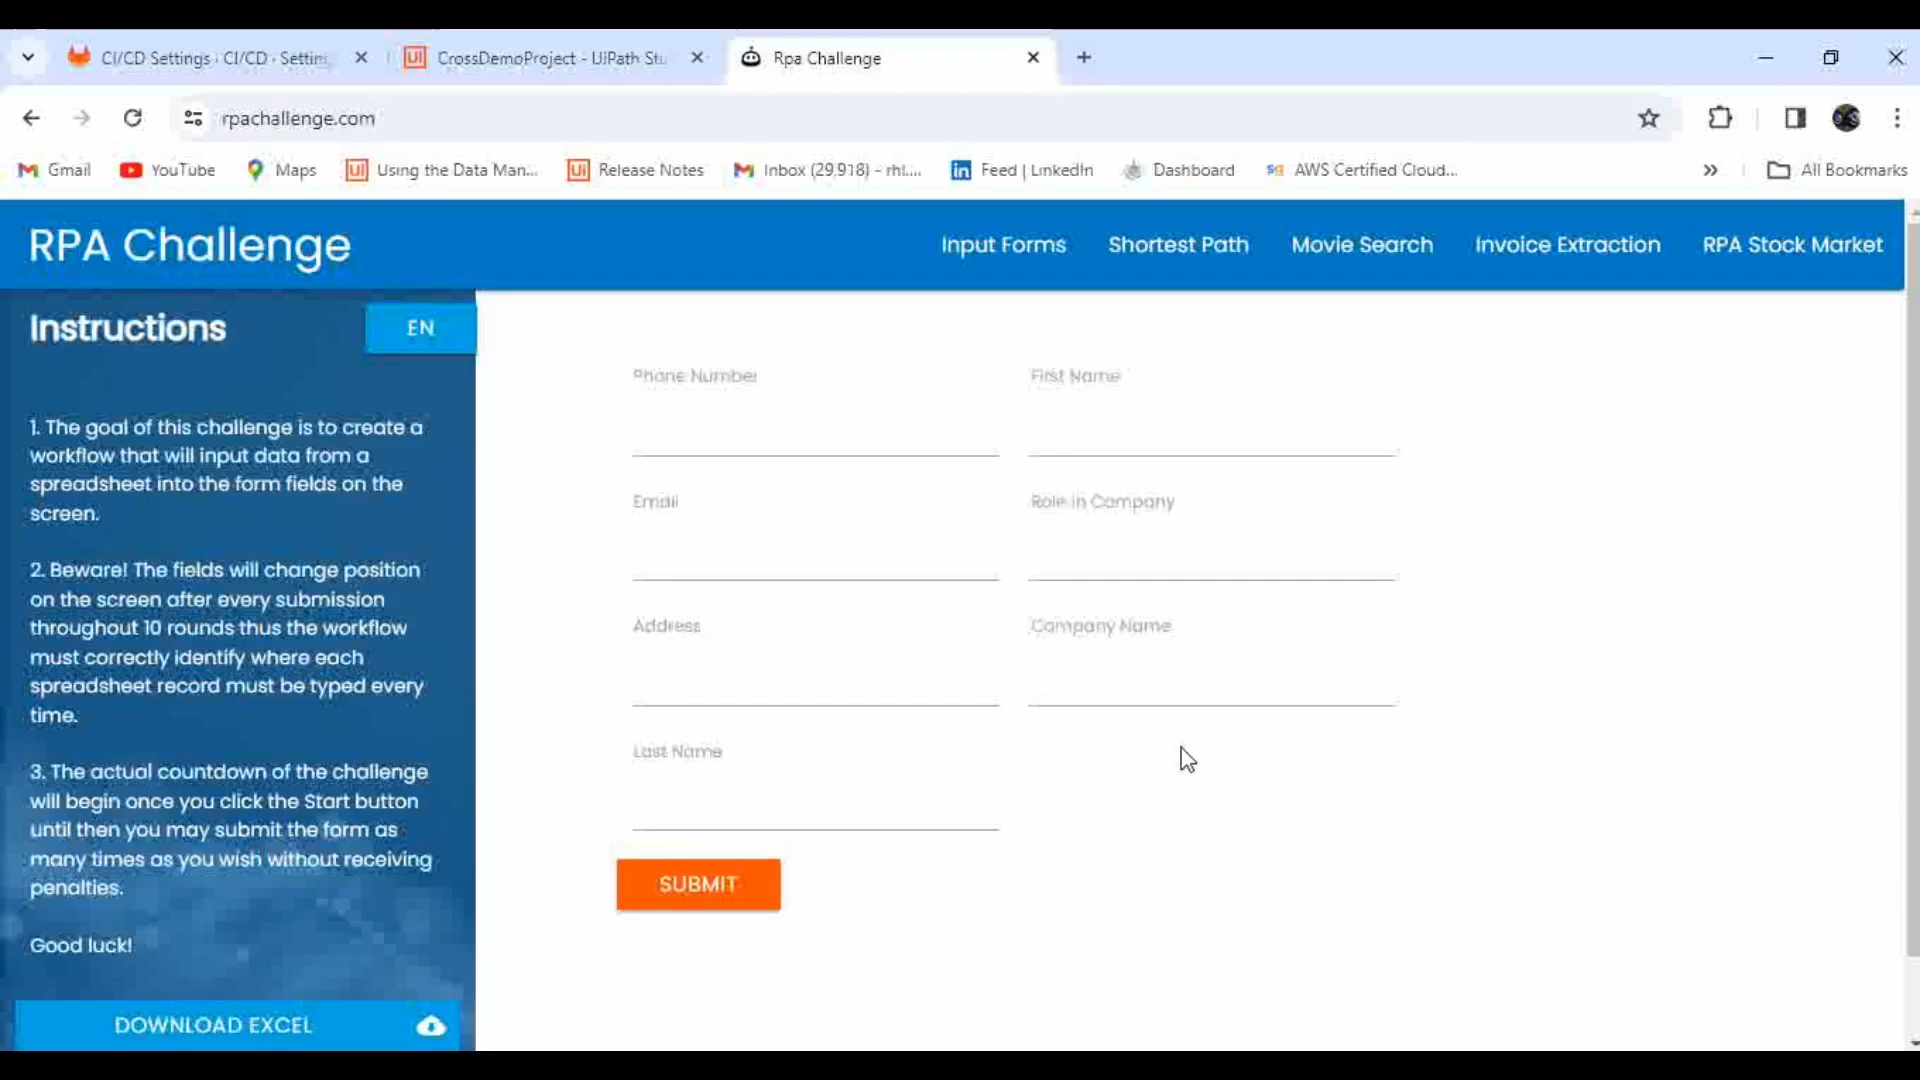 CI/CD Settings · CI/CD · Settin
CrossDemoProject - UiPath Stu
Rpa Challenge
rpachallenge.com
Gmail
YouTube
Maps
Using the Data Man...
Release Notes
Inbox (29,918) - rhl....
Feed | LinkedIn
Dashboard
AWS Certified Cloud...
All Bookmarks
RPA Challenge
Input Forms
Shortest Path
Movie Search
Invoice Extraction
RPA Stock Market
Instructions
EN
1. The goal of this challenge is to create a
workflow that will input data from a
spreadsheet into the form fields on the
screen.
2. Beware! The fields will change position
on the screen after every submission
throughout 10 rounds thus the workflow
must correctly identify where each
spreadsheet record must be typed every
time.
3. The actual countdown of the challenge
will begin once you click the Start button
until then you may submit the form as
many times as you wish without receiving
penalties.
Good luck!
DOWNLOAD EXCEL
Phone Number
First Name
Email
Role in Company
Address
Company Name
Last Name
SUBMIT